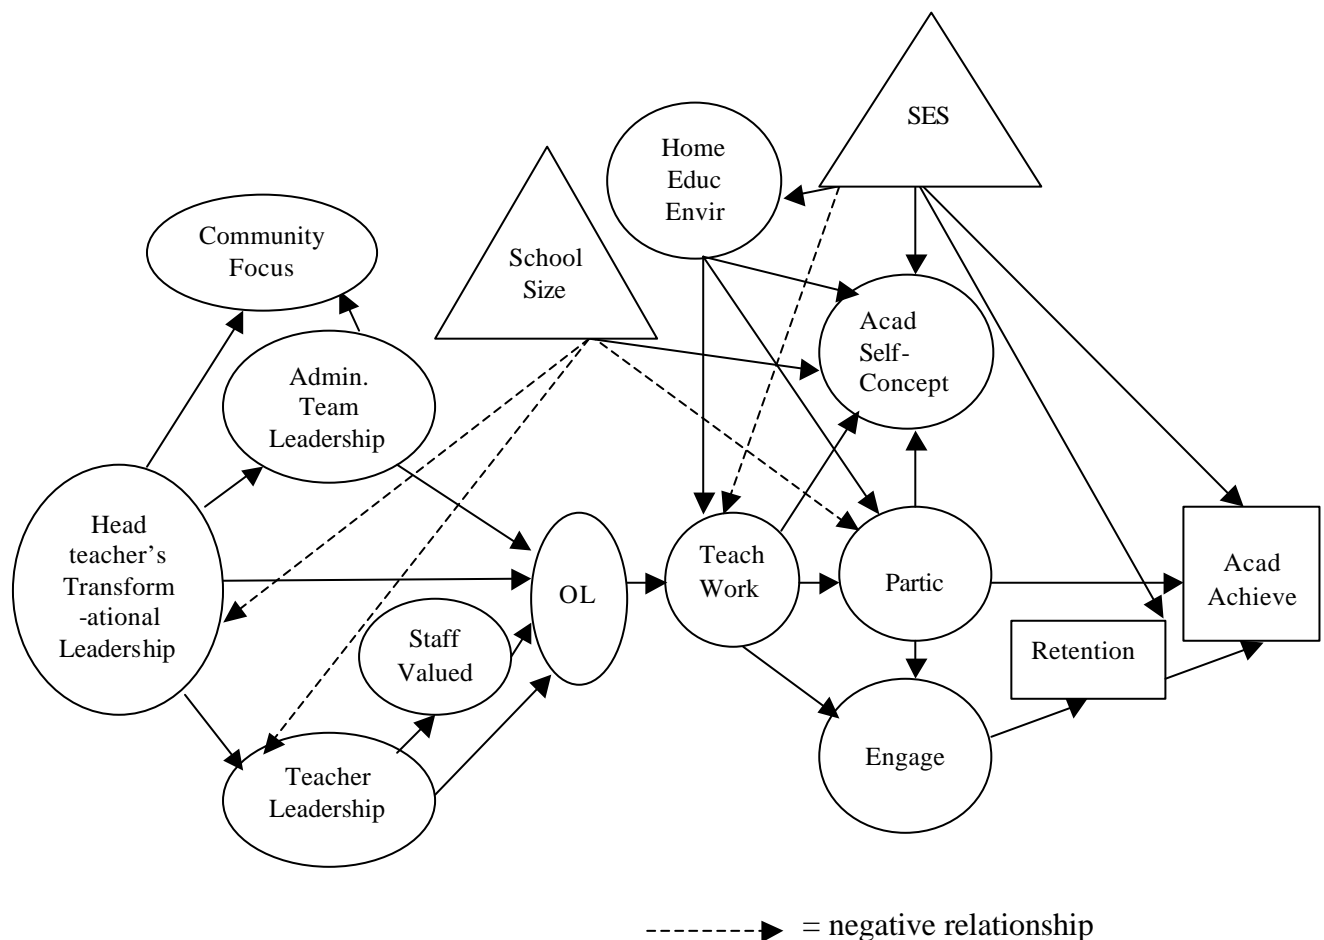 SES
Home
Educ
Envir
Community
Focus
School
Size
Acad
Self-
Concept
Admin.
Team
Leadership
Head
teacher’s
Transform
-ational
Leadership
OL
Teach
Work
Partic
Acad
Achieve
Staff
Valued
Retention
Engage
Teacher
Leadership
= negative relationship